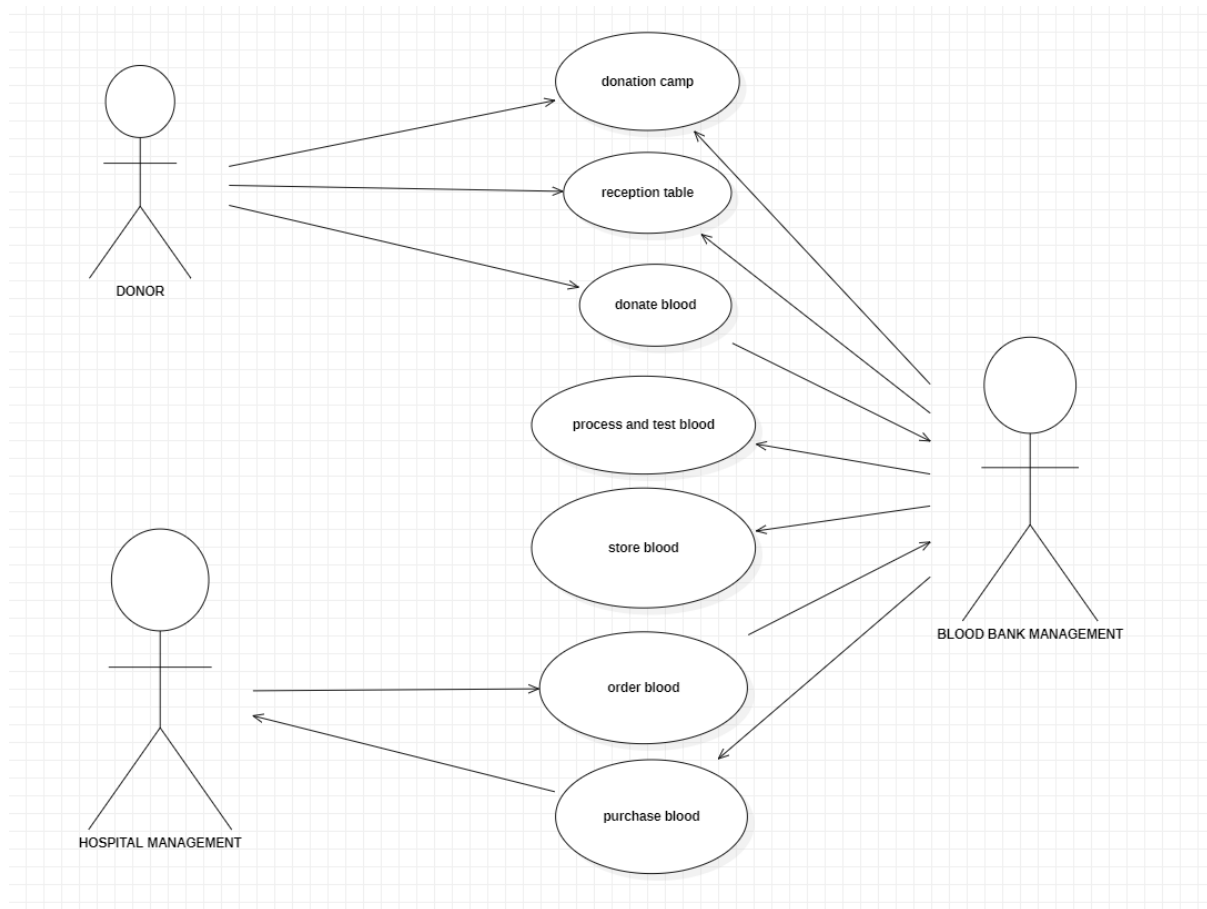 donation camp
reception table
DONOR
donate blood
process and test blood
store blood
BLOOD BANK MANAGEMENT
order blood
purchase blood
HOSPITAL MANAGEMENT